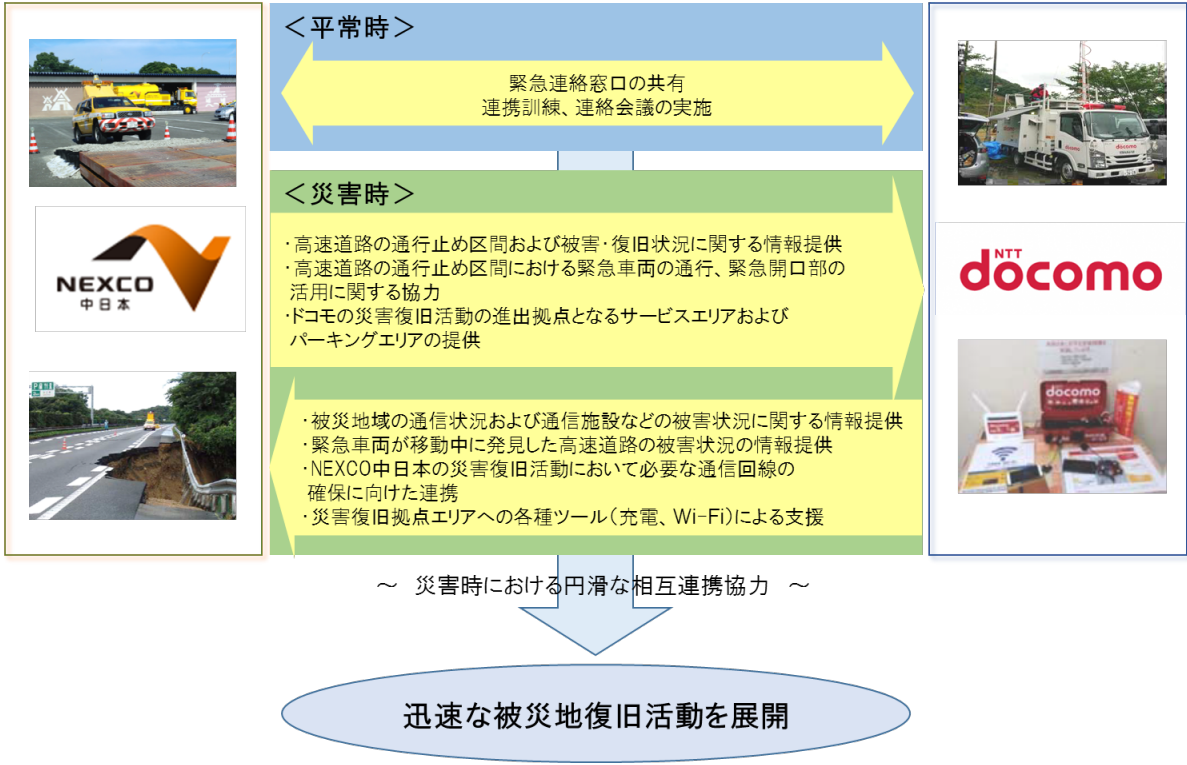 <平常時>
緊急連絡窓口の共有
連携訓練、連絡会議の実施
<災害時>
・高速道路の通行止め区間および被害・復旧状況に関する情報提供
・高速道路の通行止め区間における緊急車両の通行、緊急開口部の
活用に関する協力
・ドコモの災害復旧活動の進出拠点となるサービスエリアおよび
パーキングエリアの提供
・被災地域の通信状況および通信施設などの被害状況に関する情報提供
・緊急車両が移動中に発見した高速道路の被害状況の情報提供
・NEXCO中日本の災害復旧活動において必要な通信回線の
確保に向けた連携
・災害復旧拠点エリアへの各種ツール(充電、Wi-Fi)による支援
NEXCO
中日本
döcomo
NTT
döcomo
döcomo
~ 災害時における円滑な相互連携協力 ~
迅速な被災地復旧活動を展開